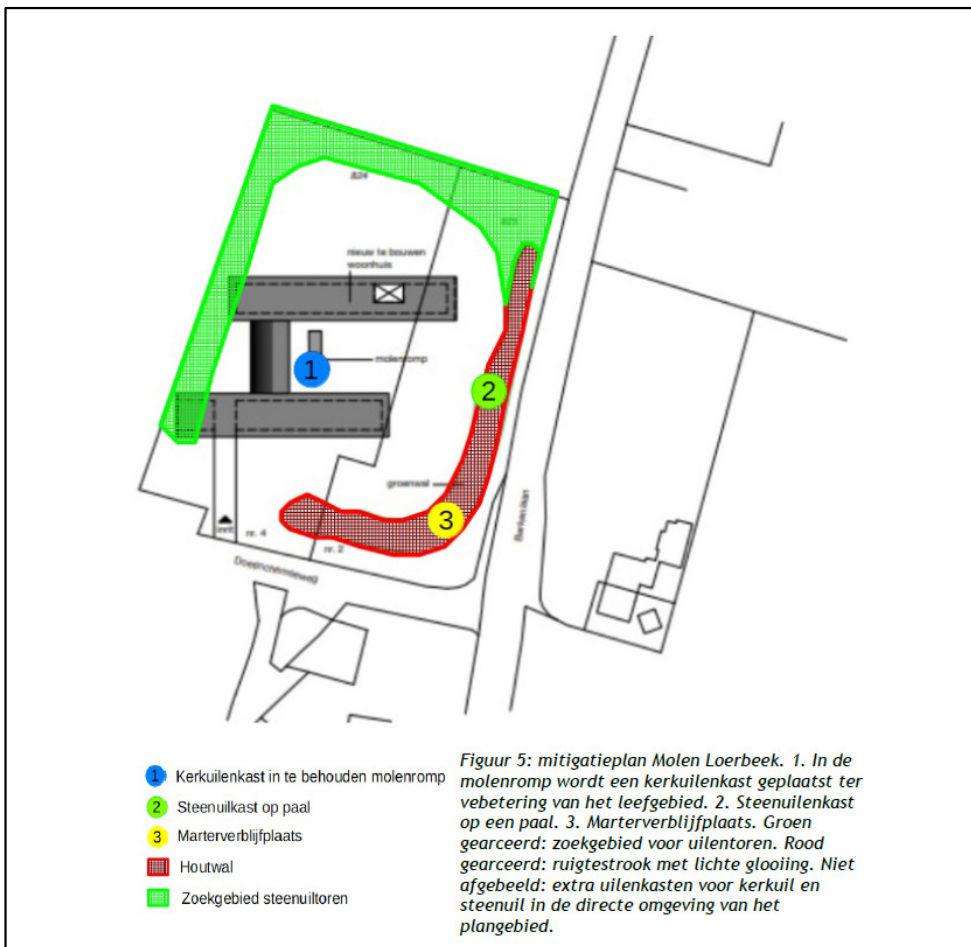 824
nieuw te bouwen
woonhuis
molenromp
1
2
groenwal
3
Barkenlaan
nr. 4
nr. 2
1 Kerkuilenkast in te behouden molenromp
2 Steenuilkast op paal
3 Marterverblijfplaats
Houtwal
Zoekgebied steenuiltoren
Figuur 5: mitigatieplan Molen Loerbeek. 1. In de
molenromp wordt een kerkuilenkast geplaatst ter
vebetering van het leefgebied. 2. Steenuilenkast
op een paal. 3. Marterverblijfplaats. Groen
gearceerd: zoekgebied voor uilentoren. Rood
gearceerd: ruigtestrook met lichte glooiing. Niet
afgebeeld: extra uilenkasten voor kerkuil en
steenuil in de directe omgeving van het
plangebied.